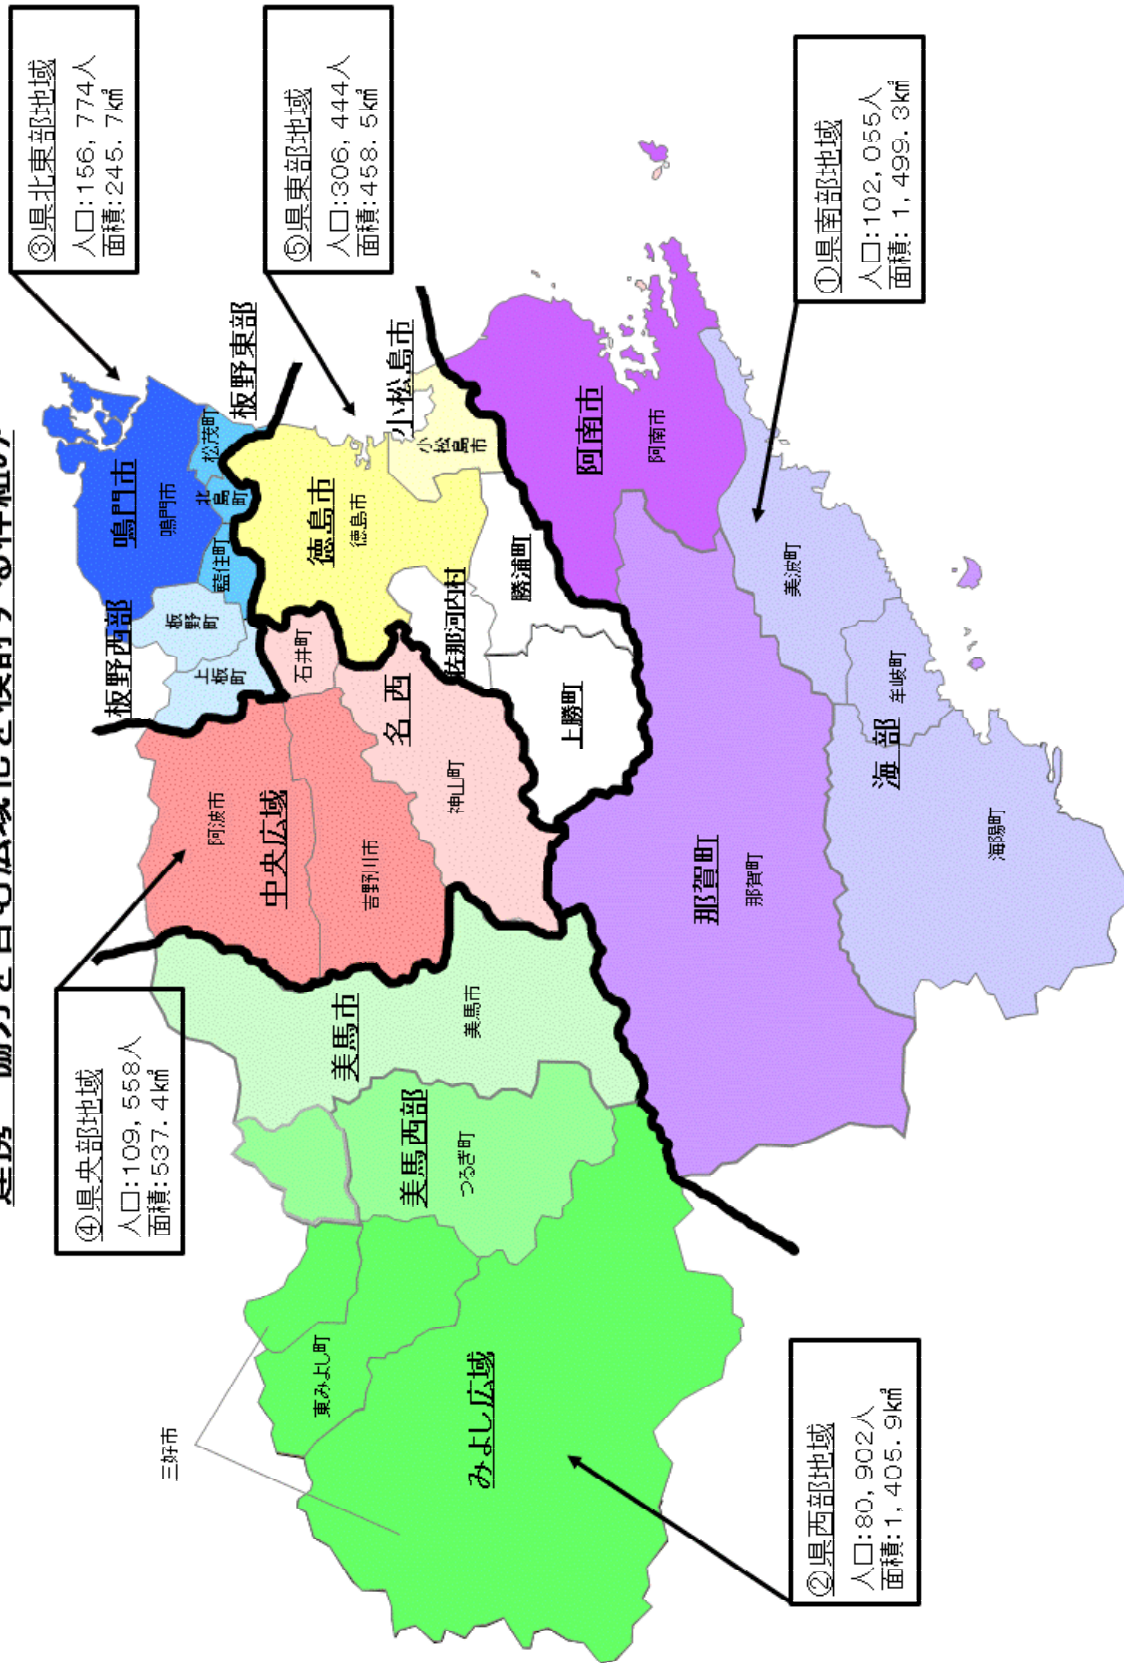 ④県央部地域
人口:109,558人
面積:537.4k㎡
③県北東部地域
人口:156,774人
面積:245.7k㎡
⑤県東部地域
人口:306,444人
面積:458.5k㎡
鳴門市
鳴門市
板野西部
板野町
上板町
板野東部
松茂町
北島町
藍住町
三好市
阿波市
中央広域
吉野川市
石井町
名西
神山町
徳島市
徳島市
小松島市
小松島市
佐那河内村
勝浦町
上勝町
美馬市
美馬市
美馬西部
つるぎ町
東みよし町
みよし広域
阿南市
阿南市
那賀町
那賀町
美波町
牟岐町
海部
海陽町
②県西部地域
人口:80,902人
面積:1,405.9k㎡
①県南部地域
人口:102,055人
面積:1,499.3k㎡